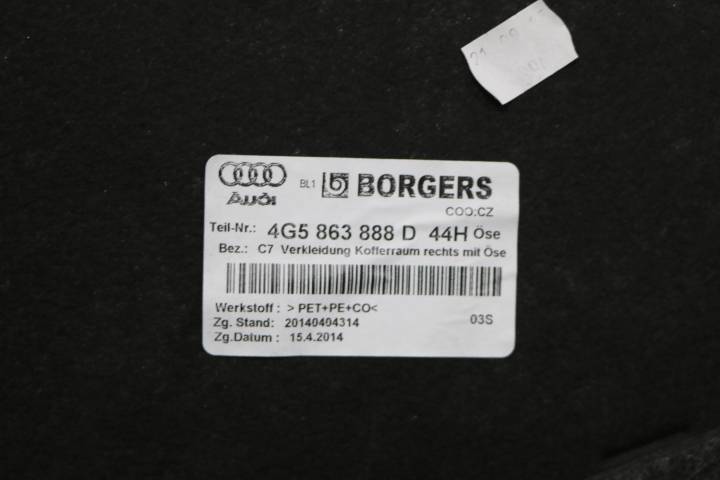 Audi BL1 BORGERS
COO:CZ
Teil-Nr.: 4G5 863 888 D 44H Öse
Bez.: C7 Verkleidung Kofferraum rechts mit Öse
Werkstoff : > PET+PE+CO<
Zg. Stand: 20140404314 03S
Zg.Datum : 15.4.2014